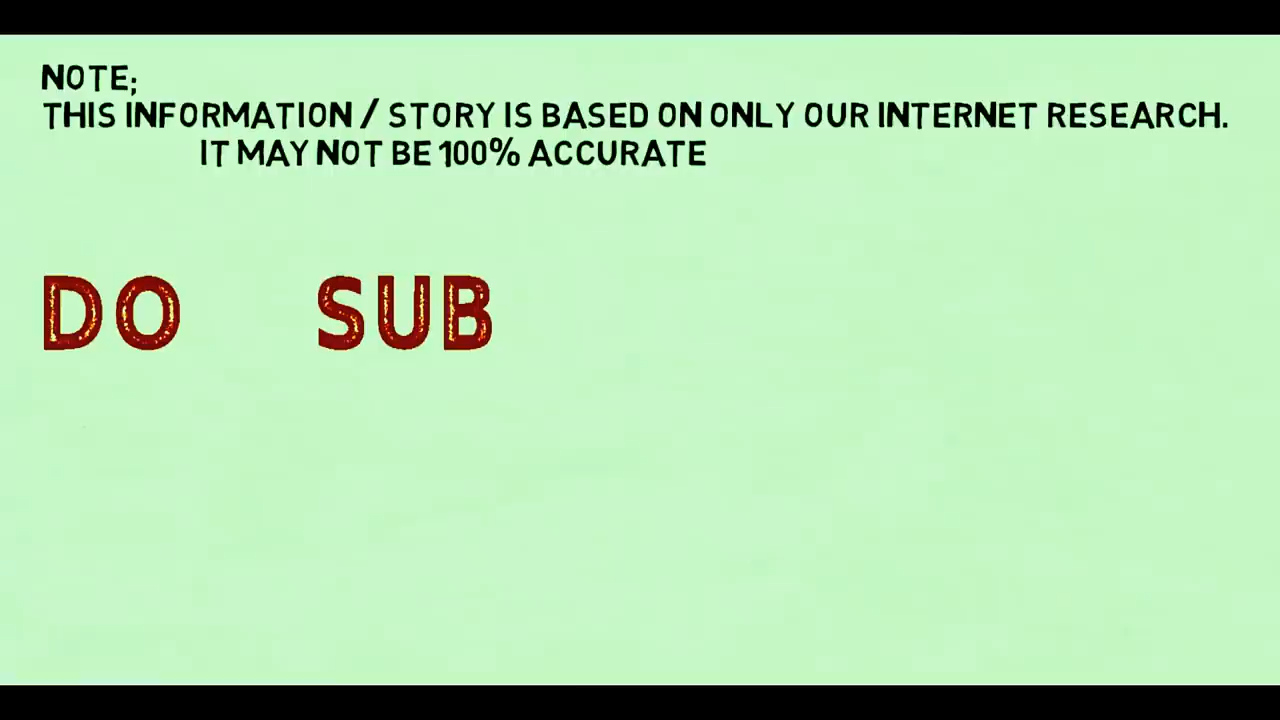 NOTE;
THIS INFORMATION / STORY IS BASED ON ONLY OUR INTERNET RESEARCH.
IT MAY NOT BE 100% ACCURATE
DO SUB